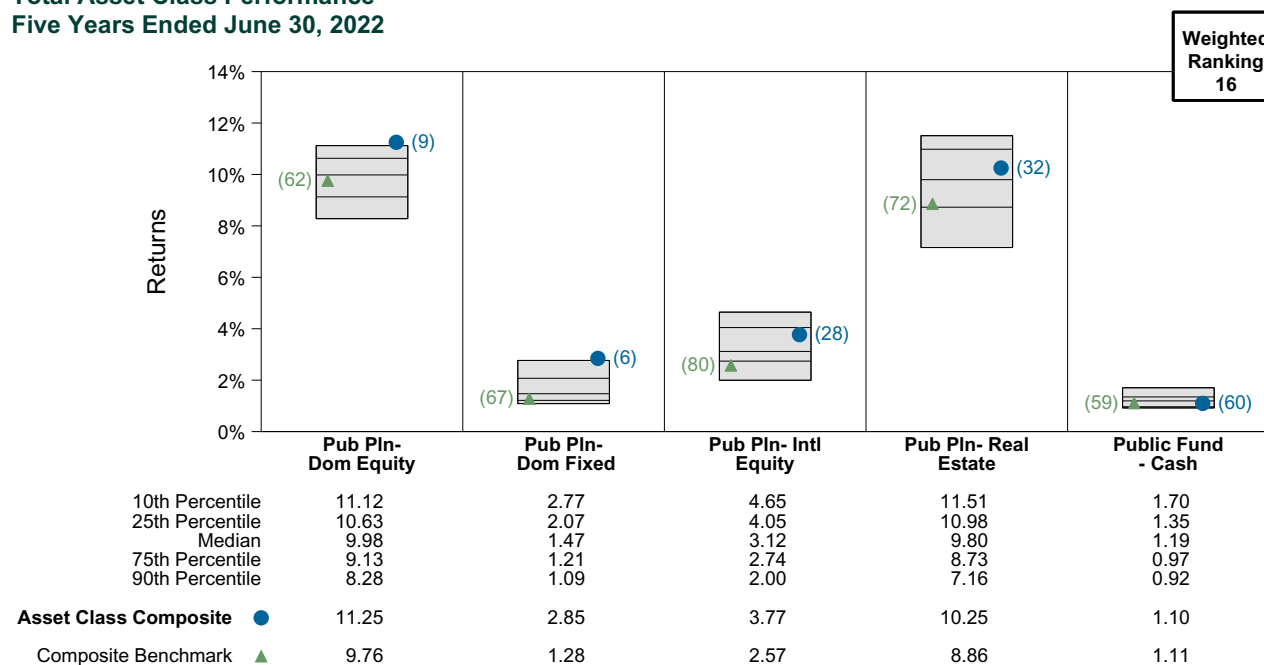 Total Asset Class Performance
Five Years Ended June 30, 2022
Weighted
Ranking
16
Returns
14%
12%
10%
8%
6%
4%
2%
0%
(9)
(62)
(6)
(67)
(28)
(80)
(32)
(72)
(60)
(59)
Pub Pln- Dom Equity
Pub Pln- Dom Fixed
Pub Pln- Intl Equity
Pub Pln- Real Estate
Public Fund - Cash
10th Percentile 11.12 2.77 4.65 11.51 1.70
25th Percentile 10.63 2.07 4.05 10.98 1.35
Median 9.98 1.47 3.12 9.80 1.19
75th Percentile 9.13 1.21 2.74 8.73 0.97
90th Percentile 8.28 1.09 2.00 7.16 0.92
Asset Class Composite 11.25 2.85 3.77 10.25 1.10
Composite Benchmark 9.76 1.28 2.57 8.86 1.11